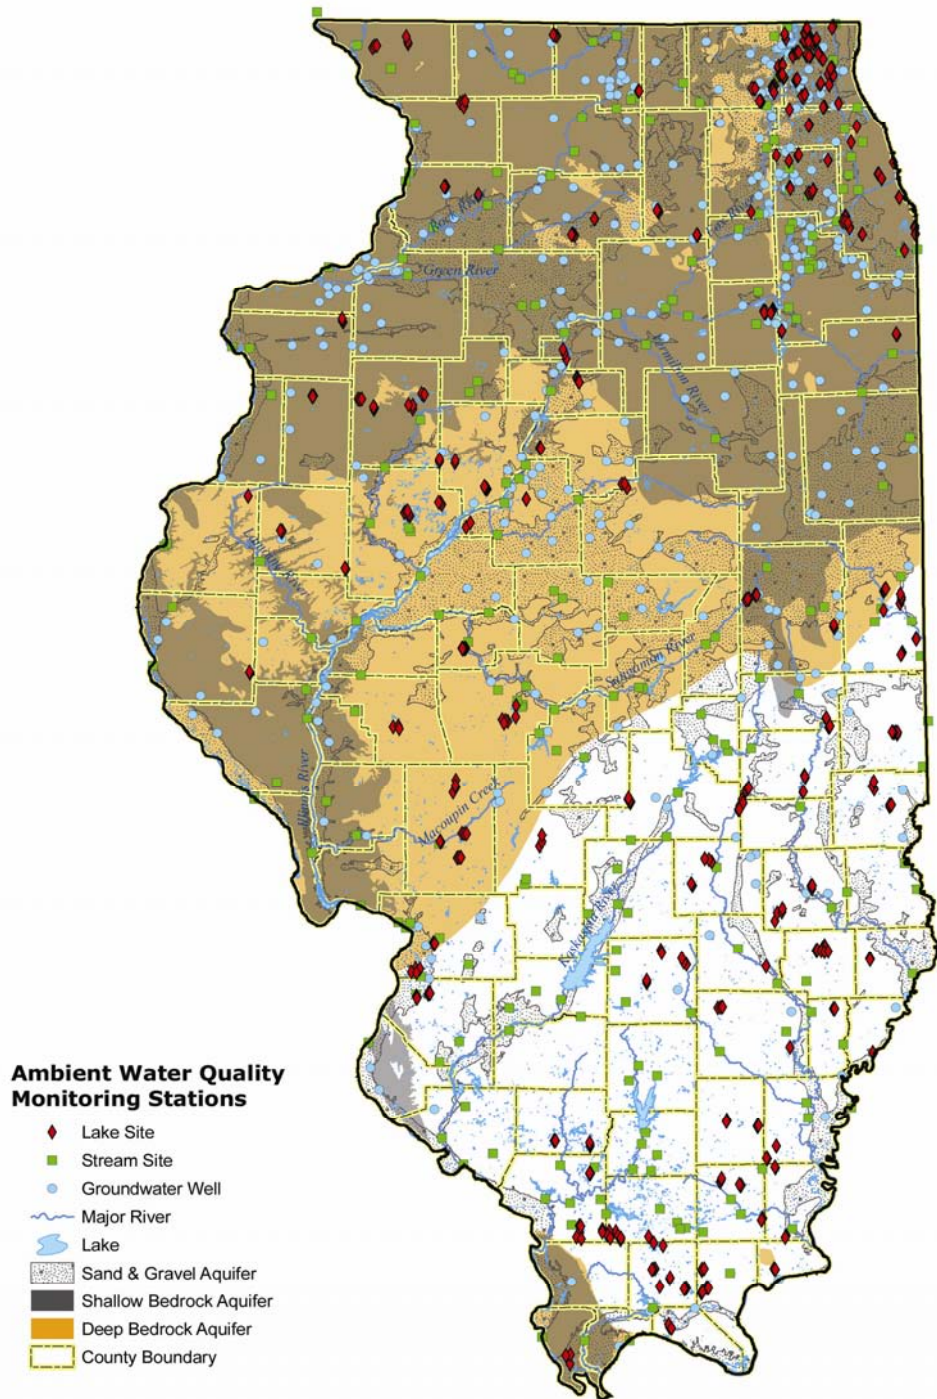 Rock River
Fox River
Green River
Vermilion River
Sangamon River
Illinois River
Macoupin Creek
Kaskaskia River
Ambient Water Quality
Monitoring Stations
Lake Site
Stream Site
Groundwater Well
Major River
Lake
Sand & Gravel Aquifer
Shallow Bedrock Aquifer
Deep Bedrock Aquifer
County Boundary